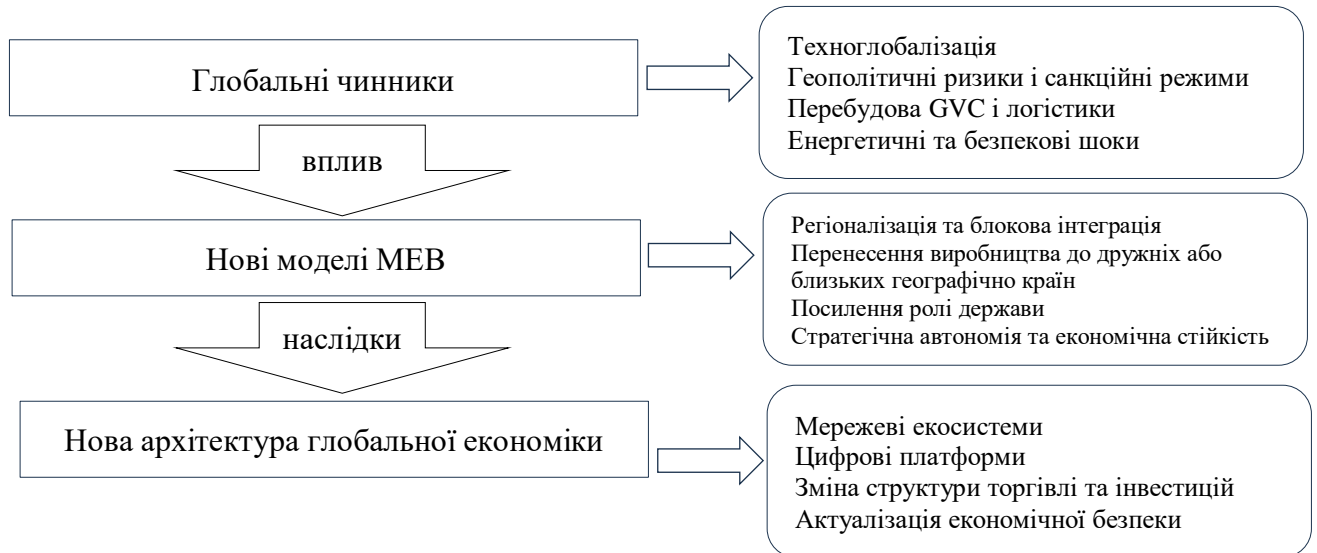 Глобальні чинники
Техноглобалізація
Геополітичні ризики і санкційні режими
Перебудова GVC і логістики
Енергетичні та безпекові шоки
вплив
Нові моделі МЕВ
Регіоналізація та блокова інтеграція
Перенесення виробництва до дружніх або
близьких географічно країн
Посилення ролі держави
Стратегічна автономія та економічна стійкість
наслідки
Нова архітектура глобальної економіки
Мережеві екосистеми
Цифрові платформи
Зміна структури торгівлі та інвестицій
Актуалізація економічної безпеки